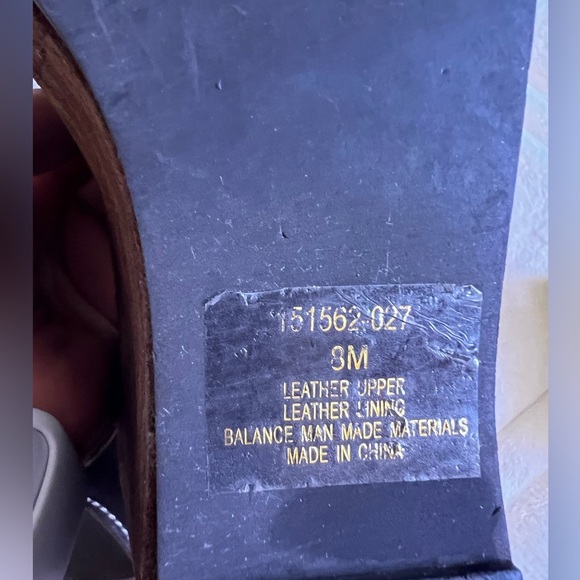 151562-027
8M
LEATHER UPPER
LEATHER LINING
BALANCE MAN MADE MATERIALS
MADE IN CHINA